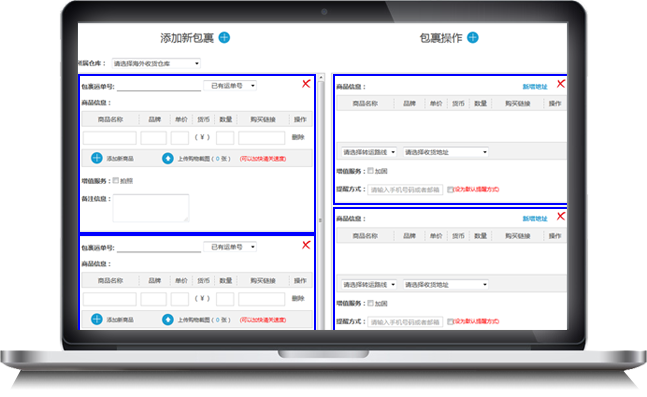 添加新包裹
包裹操作
所属仓库： 请选择海外收货仓库
包裹运单号: 已有运单号
商品信息：
商品名称 品牌 单价 货币 数量 购买链接 操作
(￥) 删除
添加新商品 上传购物截图 ( 0 张 ) (可以加快通关速度)
增值服务： 拍照
备注信息：
包裹运单号: 已有运单号
商品信息：
商品名称 品牌 单价 货币 数量 购买链接 操作
(￥) 删除
添加新商品 上传购物截图 ( 0 张 ) (可以加快通关速度)
商品信息： 新增地址
商品名称 品牌 单价 货币 数量 购买链接 操作
请选择转运路线 请选择收货地址
增值服务： 加固
提醒方式： 请输入手机号码或者邮箱 (设为默认提醒方式)
商品信息： 新增地址
商品名称 品牌 单价 货币 数量 购买链接 操作
请选择转运路线 请选择收货地址
增值服务： 加固
提醒方式： 请输入手机号码或者邮箱 (设为默认提醒方式)